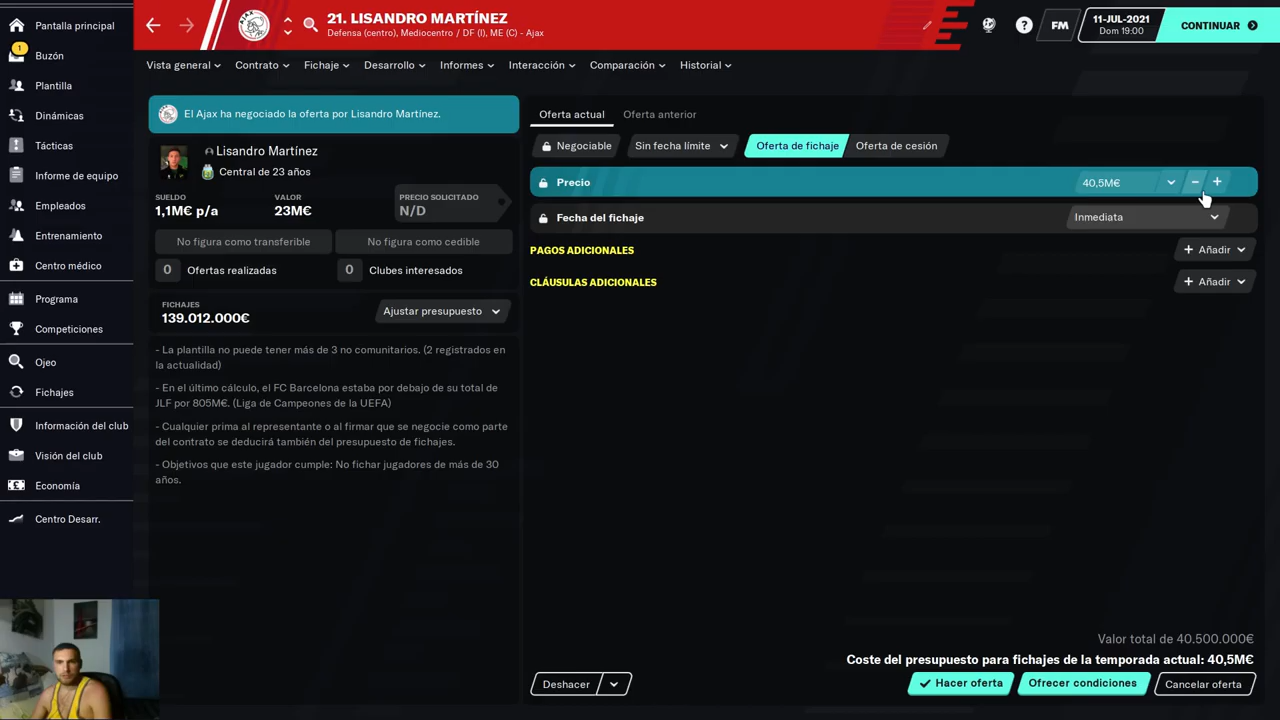 21. LISANDRO MARTÍNEZ
Defensa (centro), Mediocentro / DF (I), ME (C) - Ajax
FM
11-JUL-2021
Dom 19:00
CONTINUAR
Pantalla principal
1
Buzón
Plantilla
Dinámicas
Tácticas
Informe de equipo
Empleados
Entrenamiento
Centro médico
Programa
Competiciones
Ojeo
Fichajes
Información del club
Visión del club
Economía
Centro Desarr.
Vista general
Contrato
Fichaje
Desarrollo
Informes
Interacción
Comparación
Historial
El Ajax ha negociado la oferta por Lisandro Martínez.
Lisandro Martínez
Central de 23 años
SUELDO
1,1M€ p/a
VALOR
23M€
PRECIO SOLICITADO
N/D
No figura como transferible
No figura como cedible
0 Ofertas realizadas
0 Clubes interesados
FICHAJES
139.012.000€
Ajustar presupuesto
- La plantilla no puede tener más de 3 no comunitarios. (2 registrados en
la actualidad)
- En el último cálculo, el FC Barcelona estaba por debajo de su total de
JLF por 805M€. (Liga de Campeones de la UEFA)
- Cualquier prima al representante o al firmar que se negocie como parte
del contrato se deducirá también del presupuesto de fichajes.
- Objetivos que este jugador cumple: No fichar jugadores de más de 30
años.
Oferta actual
Oferta anterior
Negociable
Sin fecha límite
Oferta de fichaje
Oferta de cesión
Precio
40,5M€
Fecha del fichaje
Inmediata
PAGOS ADICIONALES
+ Añadir
CLÁUSULAS ADICIONALES
+ Añadir
Valor total de 40.500.000€
Coste del presupuesto para fichajes de la temporada actual: 40,5M€
Deshacer
Hacer oferta
Ofrecer condiciones
Cancelar oferta